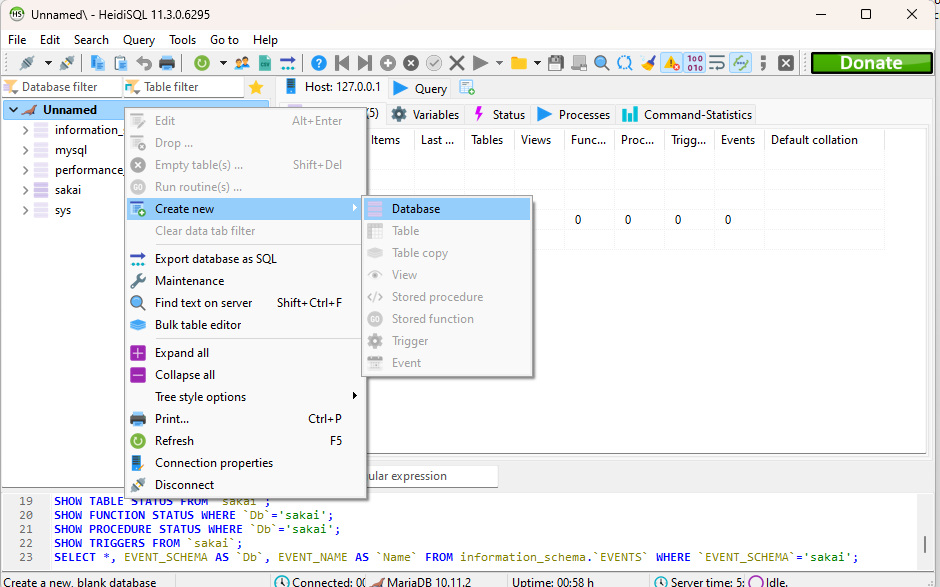 Unnamed\ - HeidiSQL 11.3.0.6295
File Edit Search Query Tools Go to Help
Donate
Database filter Table filter Host: 127.0.0.1 Query
Unnamed
(5) Variables Status Processes Command-Statistics
Items Last ... Tables Views Func... Proc... Trigg... Events Default collation
information_
mysql
performance_
sakai
sys
0 0 0 0
Edit Alt+Enter
Drop ...
Empty table(s) ... Shift+Del
Run routine(s) ...
Create new
Clear data tab filter
Export database as SQL
Maintenance
Find text on server Shift+Ctrl+F
Bulk table editor
Expand all
Collapse all
Tree style options
Print... Ctrl+P
Refresh F5
Connection properties
Disconnect
Database
Table
Table copy
View
Stored procedure
Stored function
Trigger
Event
ular expression
19 SHOW TABLE STATUS FROM `sakai`;
20 SHOW FUNCTION STATUS WHERE `Db`='sakai';
21 SHOW PROCEDURE STATUS WHERE `Db`='sakai';
22 SHOW TRIGGERS FROM `sakai`;
23 SELECT *, EVENT_SCHEMA AS `Db`, EVENT_NAME AS `Name` FROM information_schema.`EVENTS` WHERE `EVENT_SCHEMA`='sakai';
Create a new, blank database Connected: 00 MariaDB 10.11.2 Uptime: 00:58 h Server time: 5: Idle.